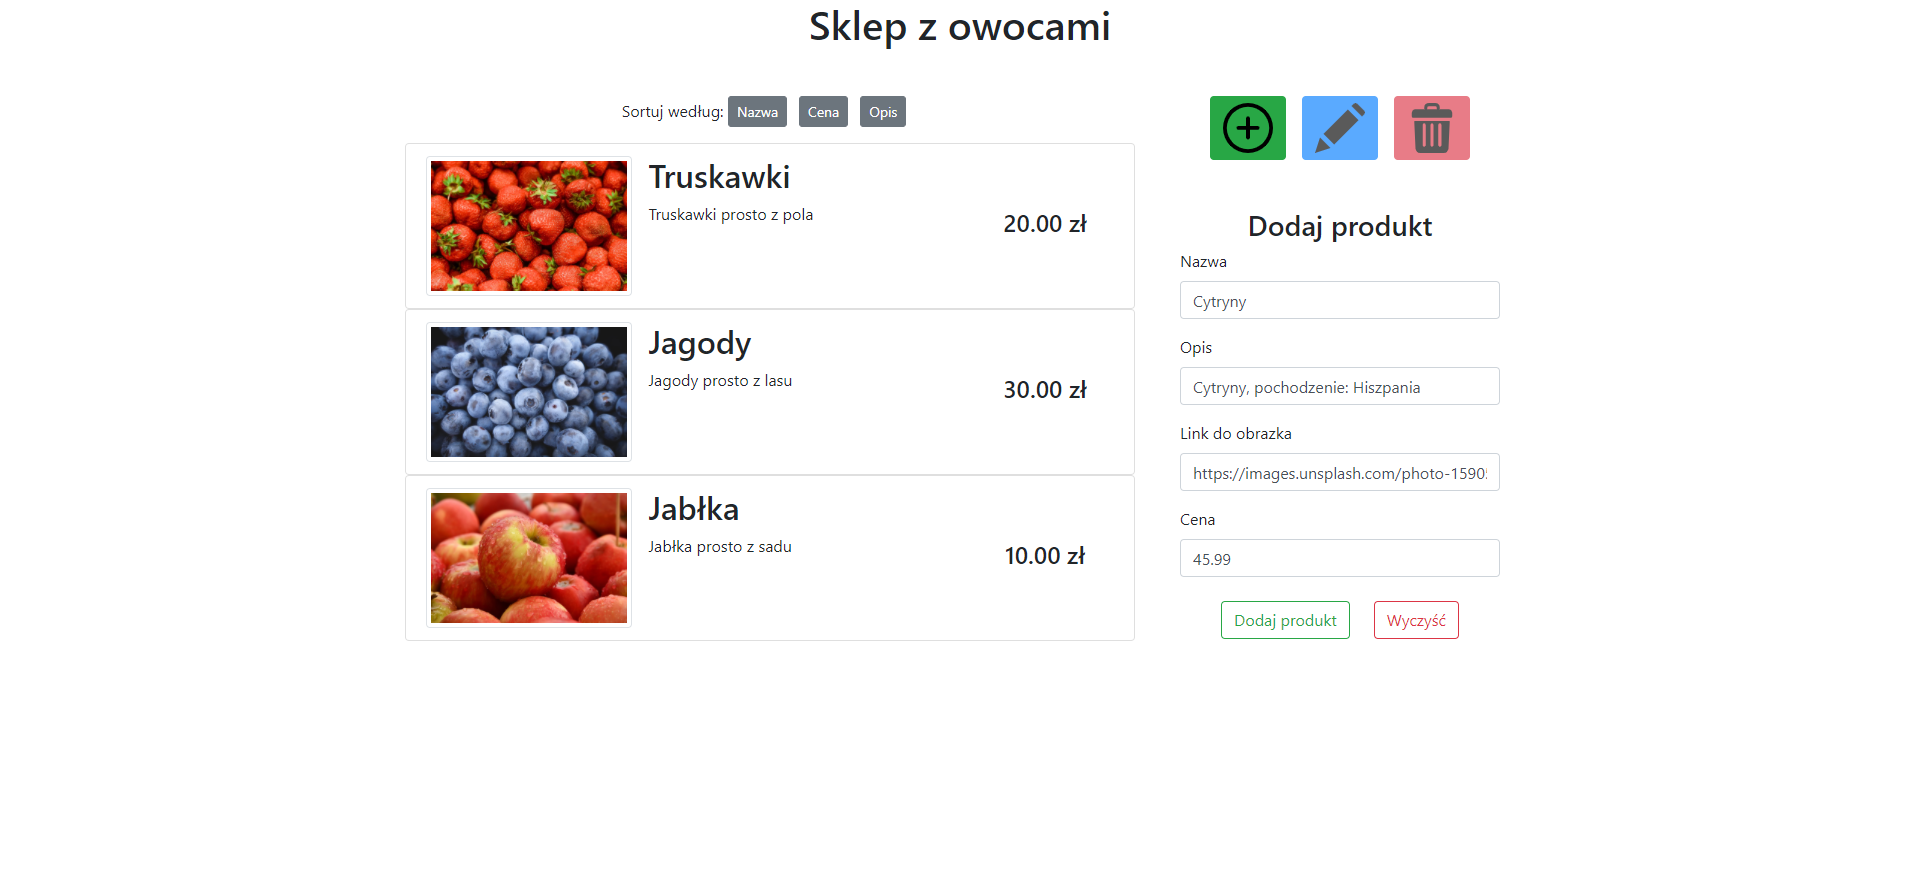 Sklep z owocami
Sortuj według: Nazwa Cena Opis
Truskawki
Truskawki prosto z pola
20.00 zł
Jagody
Jagody prosto z lasu
30.00 zł
Jabłka
Jabłka prosto z sadu
10.00 zł
Dodaj produkt
Nazwa
Cytryny
Opis
Cytryny, pochodzenie: Hiszpania
Link do obrazka
https://images.unsplash.com/photo-1590
Cena
45.99
Dodaj produkt Wyczyść